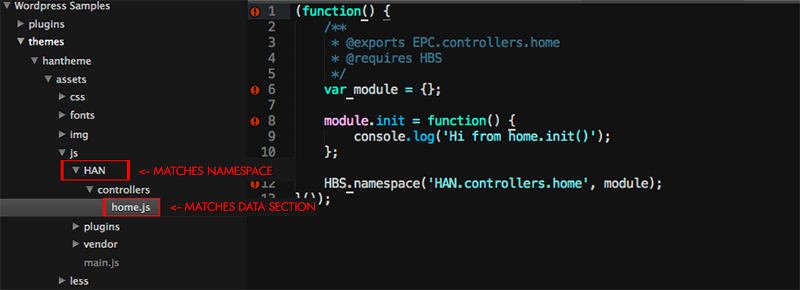 Wordpress Samples
plugins
themes
hantheme
assets
css
fonts
img
js
HAN <- MATCHES NAMESPACE
controllers
home.js <- MATCHES DATA SECTION
plugins
vendor
main.js
less
1 (function() {
2 /**
3 * @exports EPC.controllers.home
4 * @requires HBS
5 */
6 var module = {};
7
8 module.init = function() {
9 console.log('Hi from home.init()');
10 };
11
12 HBS.namespace('HAN.controllers.home', module);
13 }());